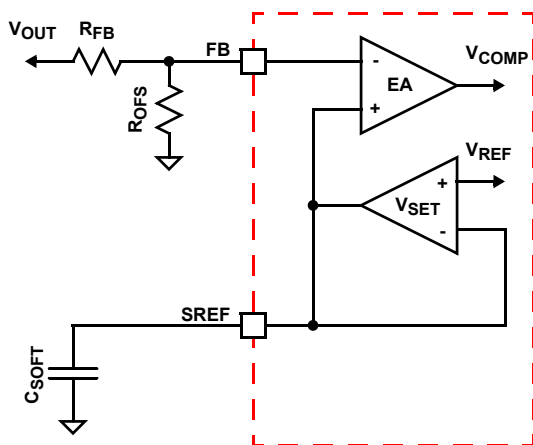 VOUT
RFB
FB
ROFS
-
EA
+
VCOMP
VREF
+
VSET
-
SREF
CSOFT